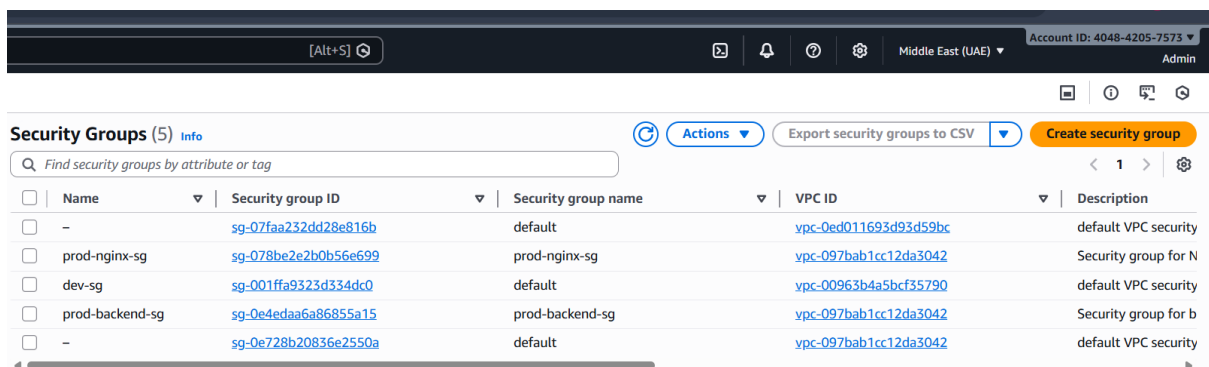 [Alt+S]
Middle East (UAE)
Account ID: 4048-4205-7573
Admin
Security Groups (5) Info
Actions
Export security groups to CSV
Create security group
Find security groups by attribute or tag
1
Name Security group ID Security group name VPC ID Description
– sg-07faa232dd28e816b default vpc-0ed011693d93d59bc default VPC security
prod-nginx-sg sg-078be2e2b0b56e699 prod-nginx-sg vpc-097bab1cc12da3042 Security group for N
dev-sg sg-001ffa9323d334dc0 default vpc-00963b4a5bcf35790 default VPC security
prod-backend-sg sg-0e4edaa6a86855a15 prod-backend-sg vpc-097bab1cc12da3042 Security group for b
– sg-0e728b20836e2550a default vpc-097bab1cc12da3042 default VPC security